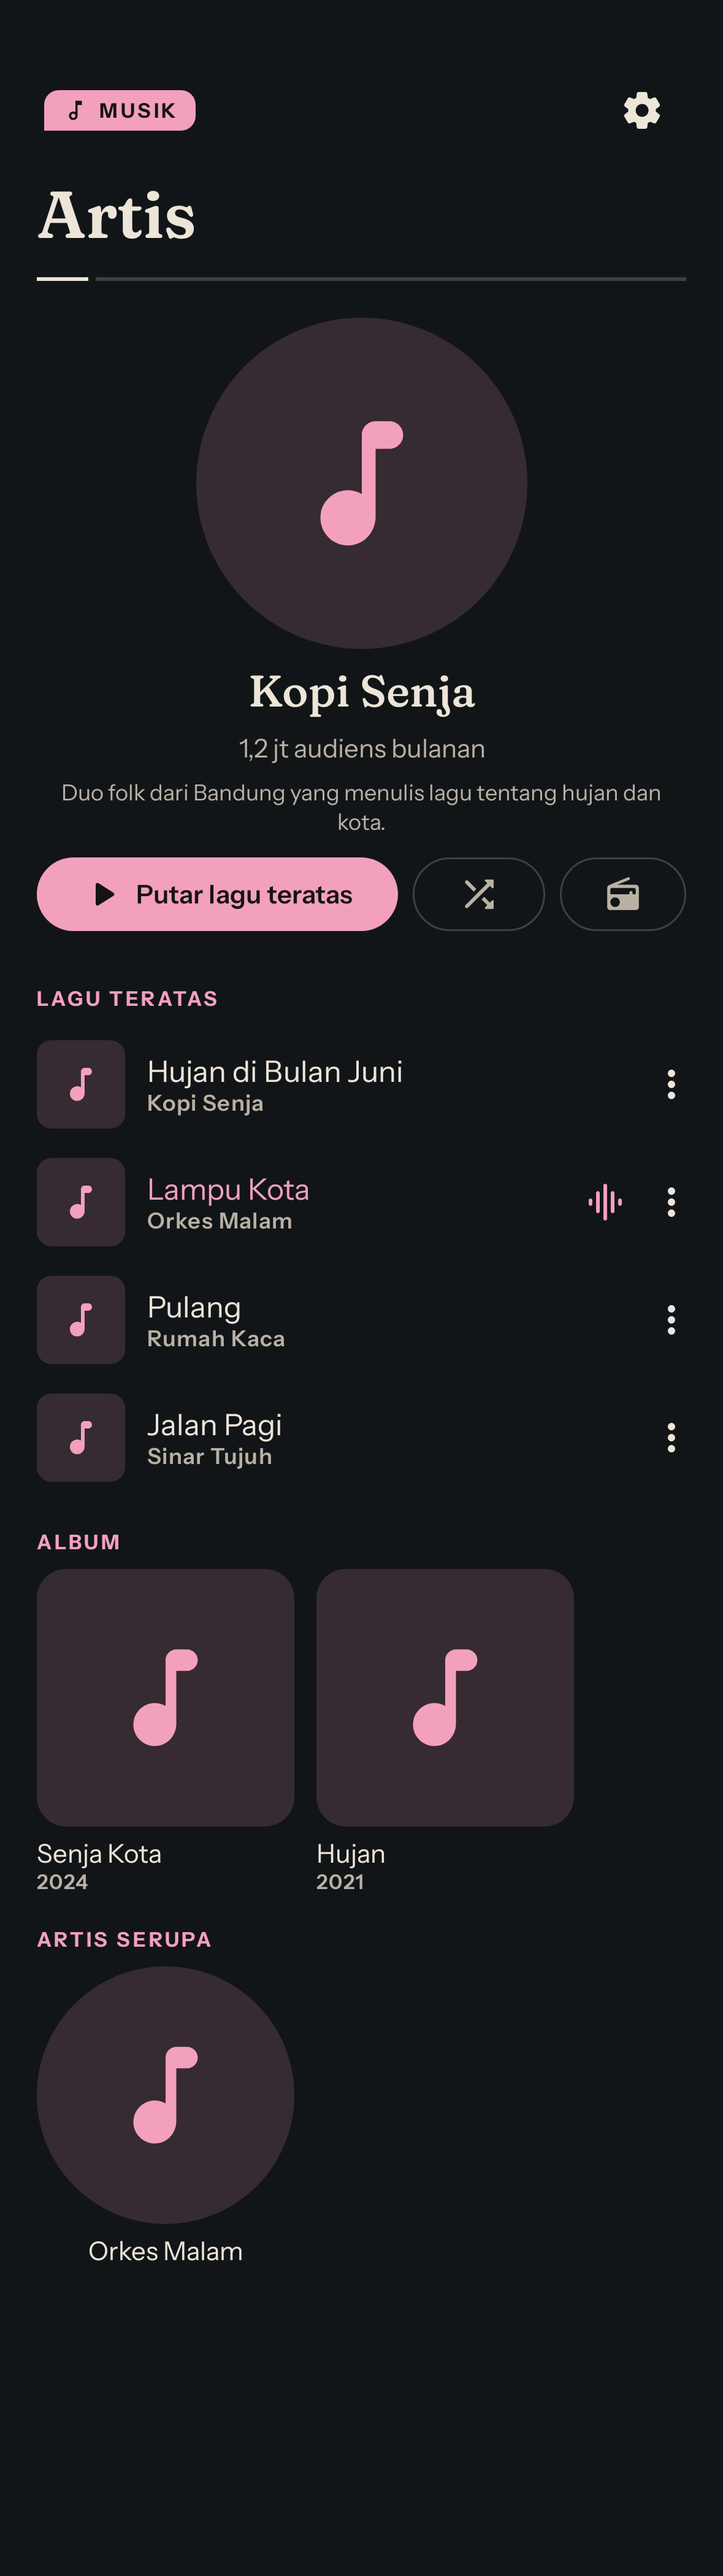 MUSIK
Artis
Kopi Senja
1,2 jt audiens bulanan
Duo folk dari Bandung yang menulis lagu tentang hujan dan
kota.
Putar lagu teratas
LAGU TERATAS
Hujan di Bulan Juni
Kopi Senja
Lampu Kota
Orkes Malam
Pulang
Rumah Kaca
Jalan Pagi
Sinar Tujuh
ALBUM
Senja Kota
2024
Hujan
2021
ARTIS SERUPA
Orkes Malam